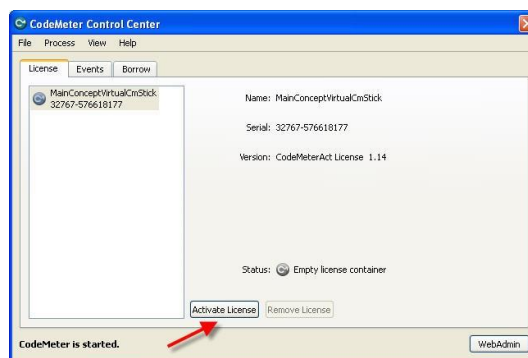 CodeMeter Control Center
File Process View Help
License Events Borrow
MainConceptVirtualCmStick
32767-576618177
Name: MainConceptVirtualCmStick
Serial: 32767-576618177
Version: CodeMeterAct License 1.14
Status: Empty license container
Activate License Remove License
CodeMeter is started. WebAdmin